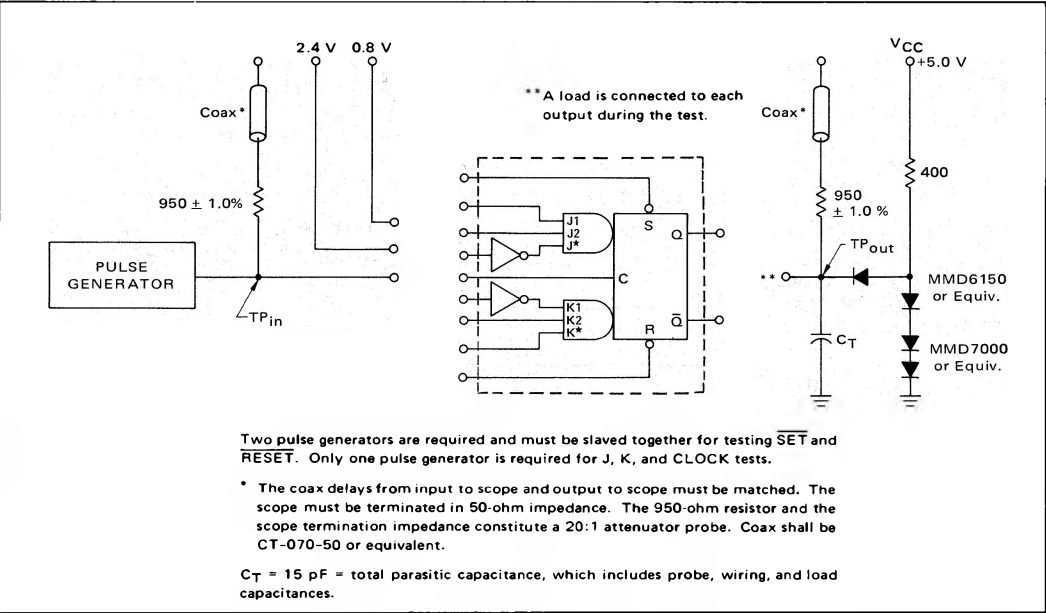 2.4 V 0.8 V
Coax*
950 ± 1.0%
PULSE
GENERATOR
TPin
**A load is connected to each
output during the test.
J1
J2
J*
S
Q
C
K1
K2
K*
R
Q̅
VCC
+5.0 V
Coax*
400
950
± 1.0 %
TPout
**
MMD6150
or Equiv.
CT
MMD7000
or Equiv.
Two pulse generators are required and must be slaved together for testing S̅E̅T̅ and
R̅E̅S̅E̅T̅. Only one pulse generator is required for J, K, and CLOCK tests.
* The coax delays from input to scope and output to scope must be matched. The
scope must be terminated in 50-ohm impedance. The 950-ohm resistor and the
scope termination impedance constitute a 20:1 attenuator probe. Coax shall be
CT-070-50 or equivalent.
CT = 15 pF = total parasitic capacitance, which includes probe, wiring, and load
capacitances.